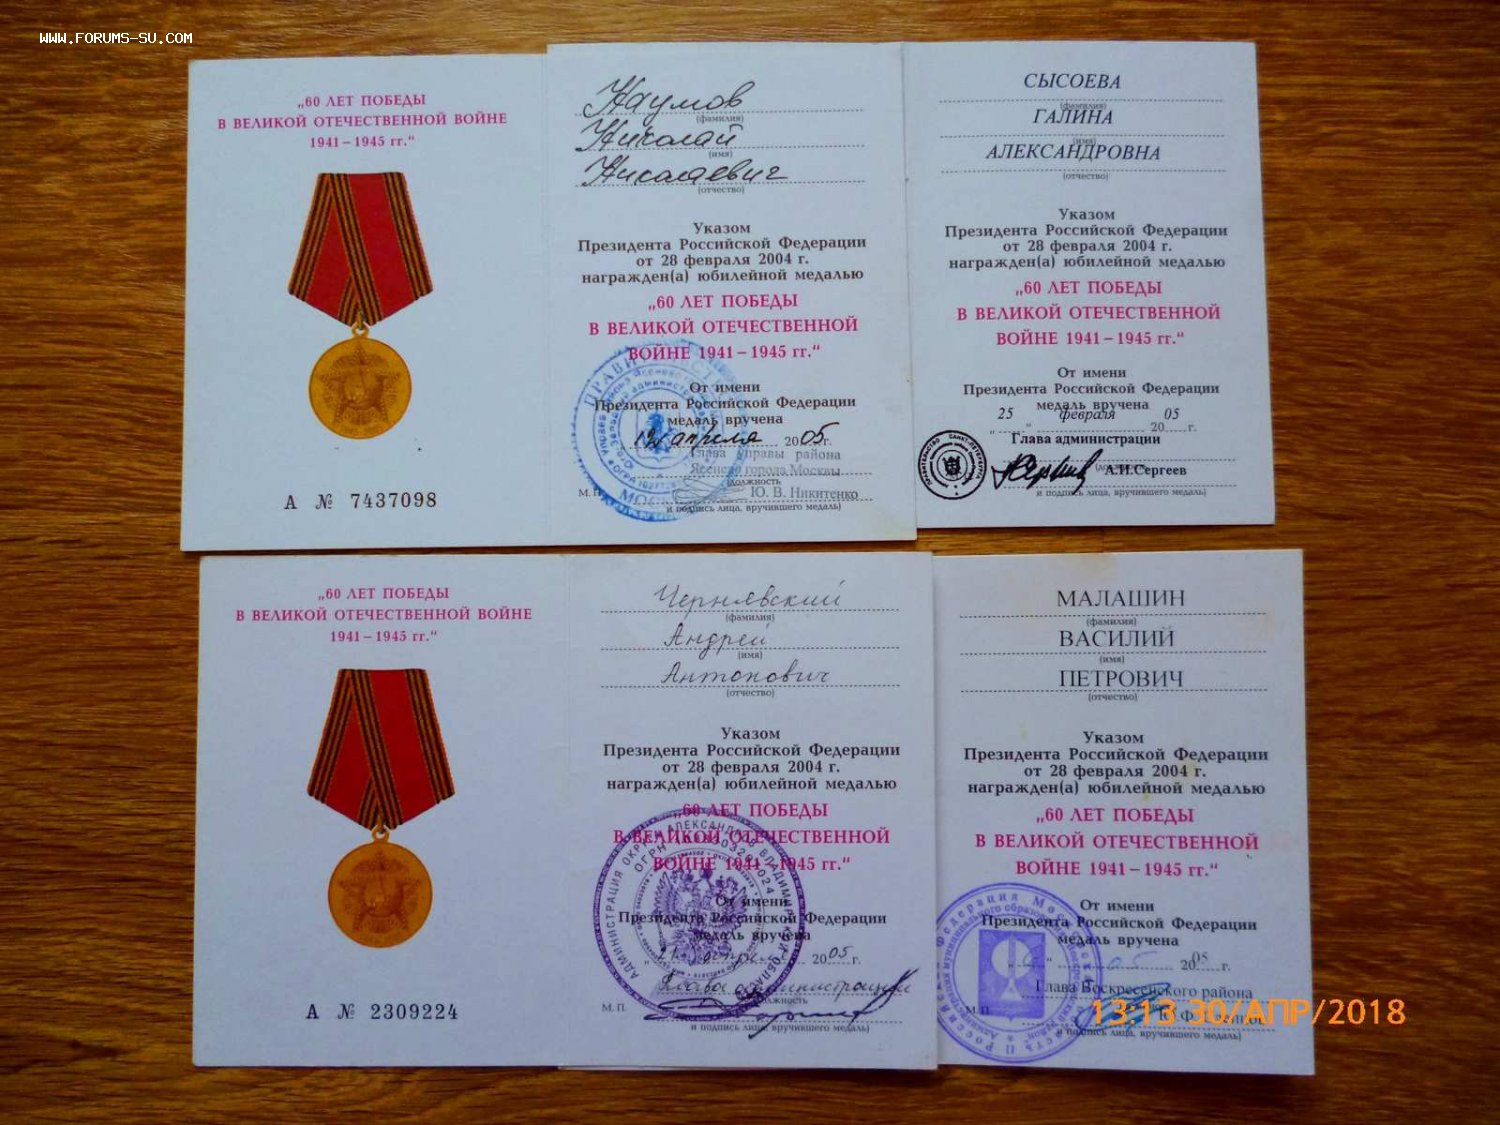 WWW.FORUMS-SU.COM
„60 ЛЕТ ПОБЕДЫ
В ВЕЛИКОЙ ОТЕЧЕСТВЕННОЙ ВОЙНЕ
1941 – 1945 гг.“
А № 7437098
Наумов
(фамилия)
Николай
(имя)
Николаевич
(отчество)
Указом
Президента Российской Федерации
от 28 февраля 2004 г.
награжден(а) юбилейной медалью
„60 ЛЕТ ПОБЕДЫ
В ВЕЛИКОЙ ОТЕЧЕСТВЕННОЙ
ВОЙНЕ 1941 – 1945 гг.“
От имени
Президента Российской Федерации
медаль вручена
апреля 2005г.
Глава управы района
Ясенево города Москвы
(должность
М.П.
Ю. В. Никитенко
и подпись лица, вручившего медаль)
СЫСОЕВА
(фамилия)
ГАЛИНА
(имя)
АЛЕКСАНДРОВНА
(отчество)
Указом
Президента Российской Федерации
от 28 февраля 2004 г.
награжден(а) юбилейной медалью
„60 ЛЕТ ПОБЕДЫ
В ВЕЛИКОЙ ОТЕЧЕСТВЕННОЙ
ВОЙНЕ 1941 – 1945 гг.“
От имени
Президента Российской Федерации
медаль вручена
„25“ февраля 2005 г.
Глава администрации
(должность
А.И.Сергеев
и подпись лица, вручившего медаль)
„60 ЛЕТ ПОБЕДЫ
В ВЕЛИКОЙ ОТЕЧЕСТВЕННОЙ ВОЙНЕ
1941 – 1945 гг.“
А № 2309224
Чернявский
(фамилия)
Андрей
(имя)
Антонович
(отчество)
Указом
Президента Российской Федерации
от 28 февраля 2004 г.
награжден(а) юбилейной медалью
„60 ЛЕТ ПОБЕДЫ
В ВЕЛИКОЙ ОТЕЧЕСТВЕННОЙ
ВОЙНЕ 1941 – 1945 гг.“
От имени
Президента Российской Федерации
медаль вручена
2005г.
Глава администрации
должность
М.П.
и подпись лица, вручившего медаль)
МАЛАШИН
(фамилия)
ВАСИЛИЙ
(имя)
ПЕТРОВИЧ
(отчество)
Указом
Президента Российской Федерации
от 28 февраля 2004 г.
награжден(а) юбилейной медалью
„60 ЛЕТ ПОБЕДЫ
В ВЕЛИКОЙ ОТЕЧЕСТВЕННОЙ
ВОЙНЕ 1941 – 1945 гг.“
От имени
Президента Российской Федерации
медаль вручена
05 2005 г.
Глава Воскресенского района
М.П.
и подпись лица, вручившего медаль)
13:13 30/АПР/2018